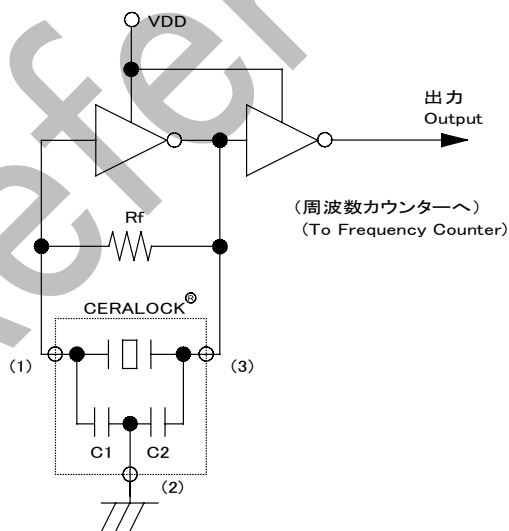 VDD
出力
Output
Rf
(周波数カウンターへ)
(To Frequency Counter)
CERALOCK®
(1)
(3)
C1
C2
(2)